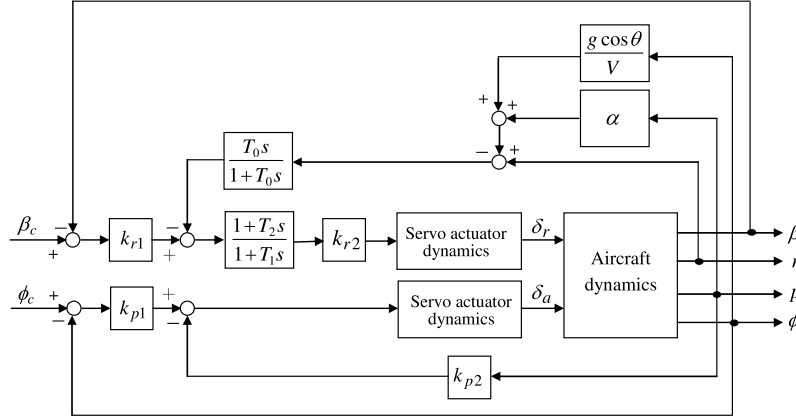 g cos θ
V
+ +
α
T₀s
1+T₀s
− +
β_c − + k_r1 − + 1+T₂s
1+T₁s
k_r2 Servo actuator
dynamics
δ_r Aircraft
dynamics
β
r
φ_c + − k_p1 + − Servo actuator
dynamics
δ_a p
φ
k_p2